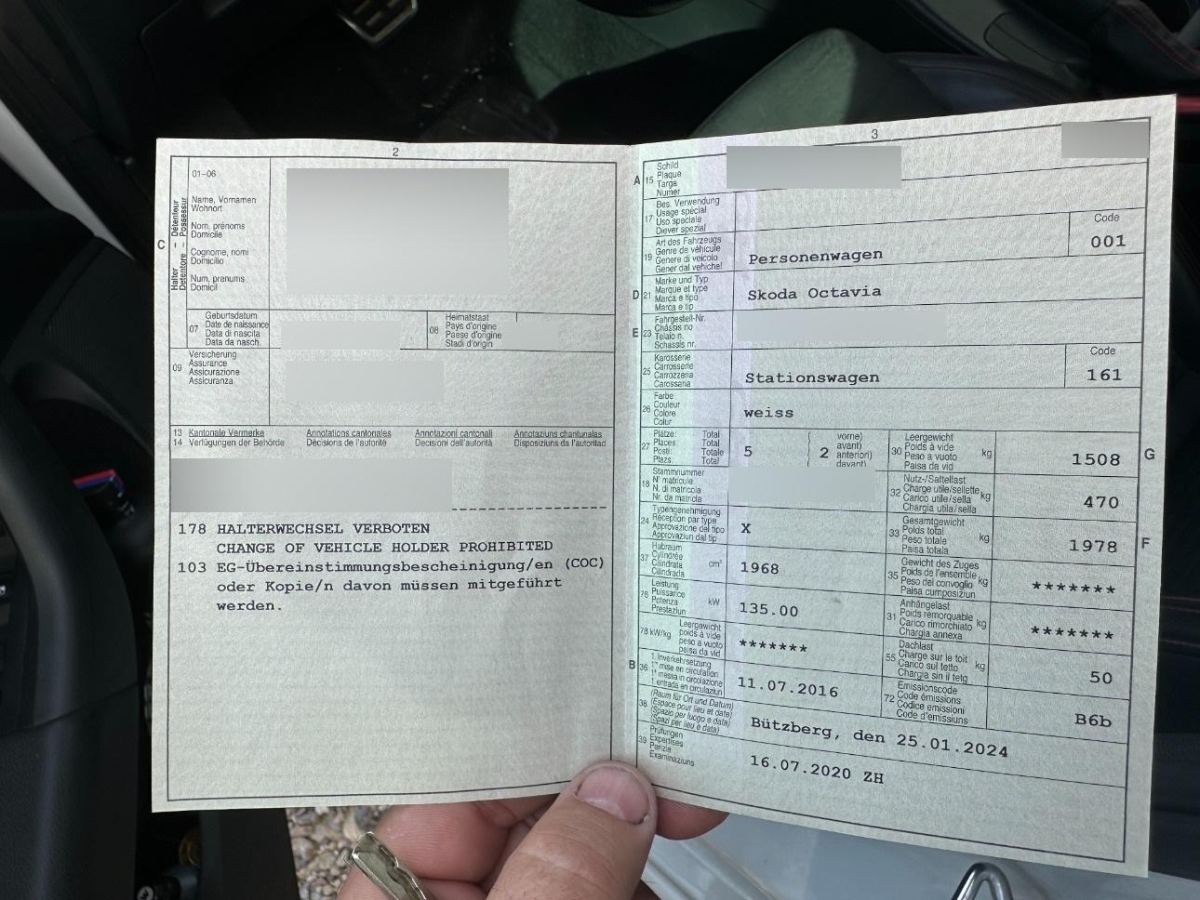 2
C
Halter – Détenteur
Detentore – Possessur
01–06
Name, Vornamen
Wohnort
Nom, prénoms
Domicile
Cognome, nomi
Domicilio
Num, prenums
Domicil
07
Geburtsdatum
Date de naissance
Data di nascita
Data da nasch.
08
Heimatstaat
Pays d'origine
Paese d'origine
Stadi d'origin
09
Versicherung
Assurance
Assicurazione
Assicuranza
13 Kantonale Vermerke Annotations cantonales Annotazioni cantonali Annotaziuns chantunalas
14 Verfügungen der Behörde Décisions de l'autorité Decisioni dell'autorità Disposiziuns da l'autoritad
178 HALTERWECHSEL VERBOTEN
CHANGE OF VEHICLE HOLDER PROHIBITED
103 EG-Übereinstimmungsbescheinigung/en (COC)
oder Kopie/n davon müssen mitgeführt
werden.
3
A 15
Schild
Plaque
Targa
Numer
17
Bes. Verwendung
Usage spécial
Uso speciale
Diever spezial
19
Art des Fahrzeugs
Genre de véhicule
Genere di veicolo
Gener dal vehichel
Personenwagen
Code
001
D 21
Marke und Typ
Marque et type
Marca e tipo
Marca e tip
Skoda Octavia
E 23
Fahrgestell-Nr.
Châssis no
Telaio n.
Schassis nr.
25
Karosserie
Carrosserie
Carrozzeria
Carossaria
Stationswagen
Code
161
26
Farbe
Couleur
Colore
Colur
weiss
27
Plätze: Total
Places: Total
Posti: Totale
Plazs: Total
5
2
vorne)
avant)
anteriori)
davant)
30
Leergewicht
Poids à vide
Peso a vuoto
Paisa da vid
kg
1508
G
18
Stammnummer
N° matricule
N. di matricola
Nr. da matricla
32
Nutz-/Sattellast
Charge utile/sellette
Carico utile/sella
Chargia utila/sella
kg
470
24
Typengenehmigung
Réception par type
Approvazione del tipo
Approvaziun dal tip
X
33
Gesamtgewicht
Poids total
Peso totale
Paisa totala
kg
1978
F
37
Hubraum
Cylindrée
Cilindrata
Cilindrada
cm³
1968
35
Gewicht des Zuges
Poids de l'ensemble
Peso del convoglio
Paisa cumposiziun
kg
*******
76
Leistung
Puissance
Potenza
Prestaziun
kW
135.00
31
Anhängelast
Poids remorquable
Carico rimorchiato
Chargia annexa
kg
*******
78 kW/kg
Leergewicht
poids à vide
peso a vuoto
paisa da vid
*******
55
Dachlast
Charge sur le toit
Carico sul tetto
Chargia sin il tetg
kg
50
B 36
1. Inverkehrsetzung
1re mise en circulation
1a messa in circolazione
1. entrada en circulaziun
11.07.2016
72
Emissionscode
Code émissions
Codice emissioni
Code d'emissiuns
B6b
38
(Raum für Ort und Datum)
(Espace pour lieu et date)
(Spazio per luogo e data)
(Spazi per lieu e data)
Bützberg, den 25.01.2024
39
Prüfungen
Expertises
Perizie
Examinaziuns
16.07.2020 ZH